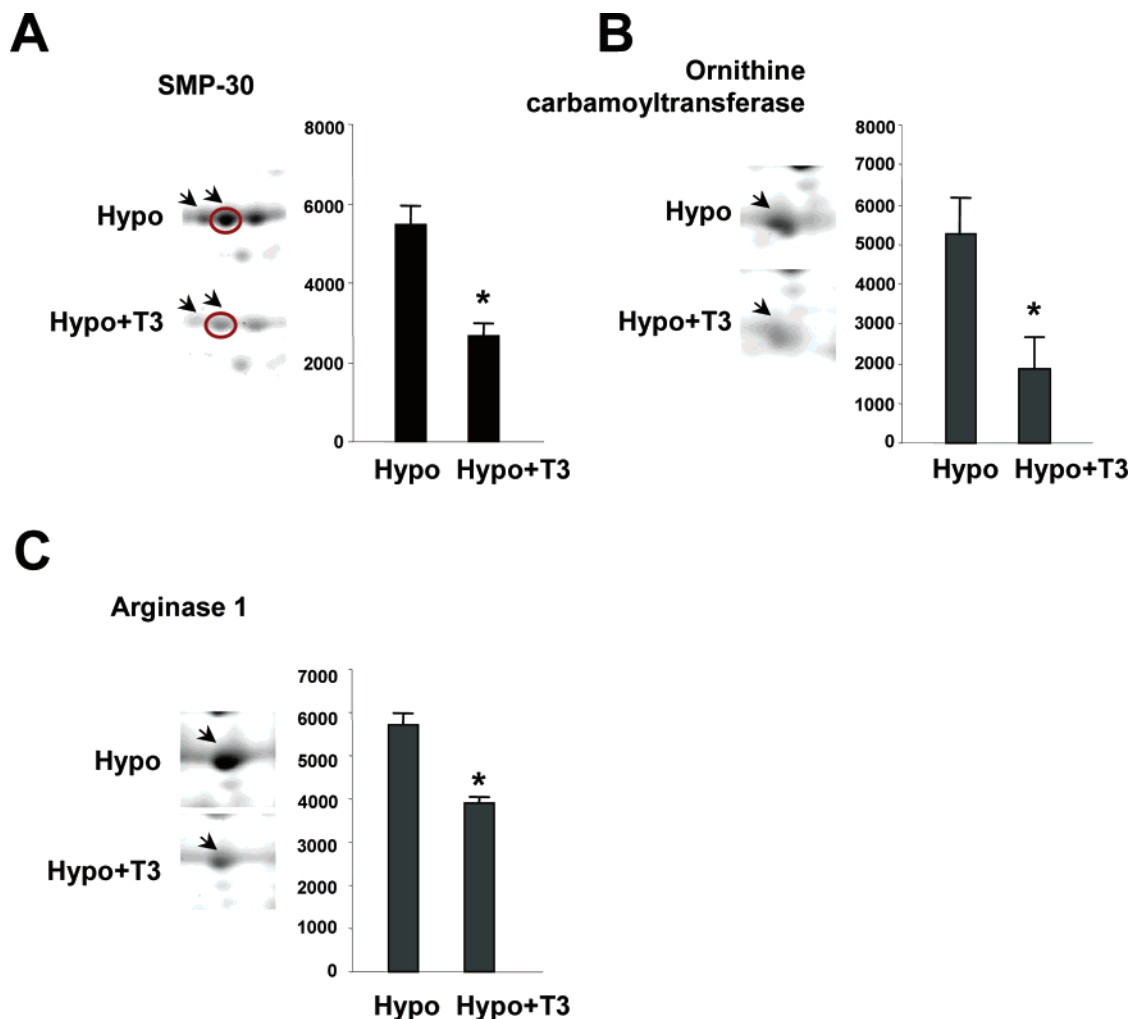 A
SMP-30
Hypo
Hypo+T3
8000
6000
4000
2000
0
*
Hypo Hypo+T3
B
Ornithine
carbamoyltransferase
Hypo
Hypo+T3
8000
7000
6000
5000
4000
3000
2000
1000
0
*
Hypo Hypo+T3
C
Arginase 1
Hypo
Hypo+T3
7000
6000
5000
4000
3000
2000
1000
0
*
Hypo Hypo+T3